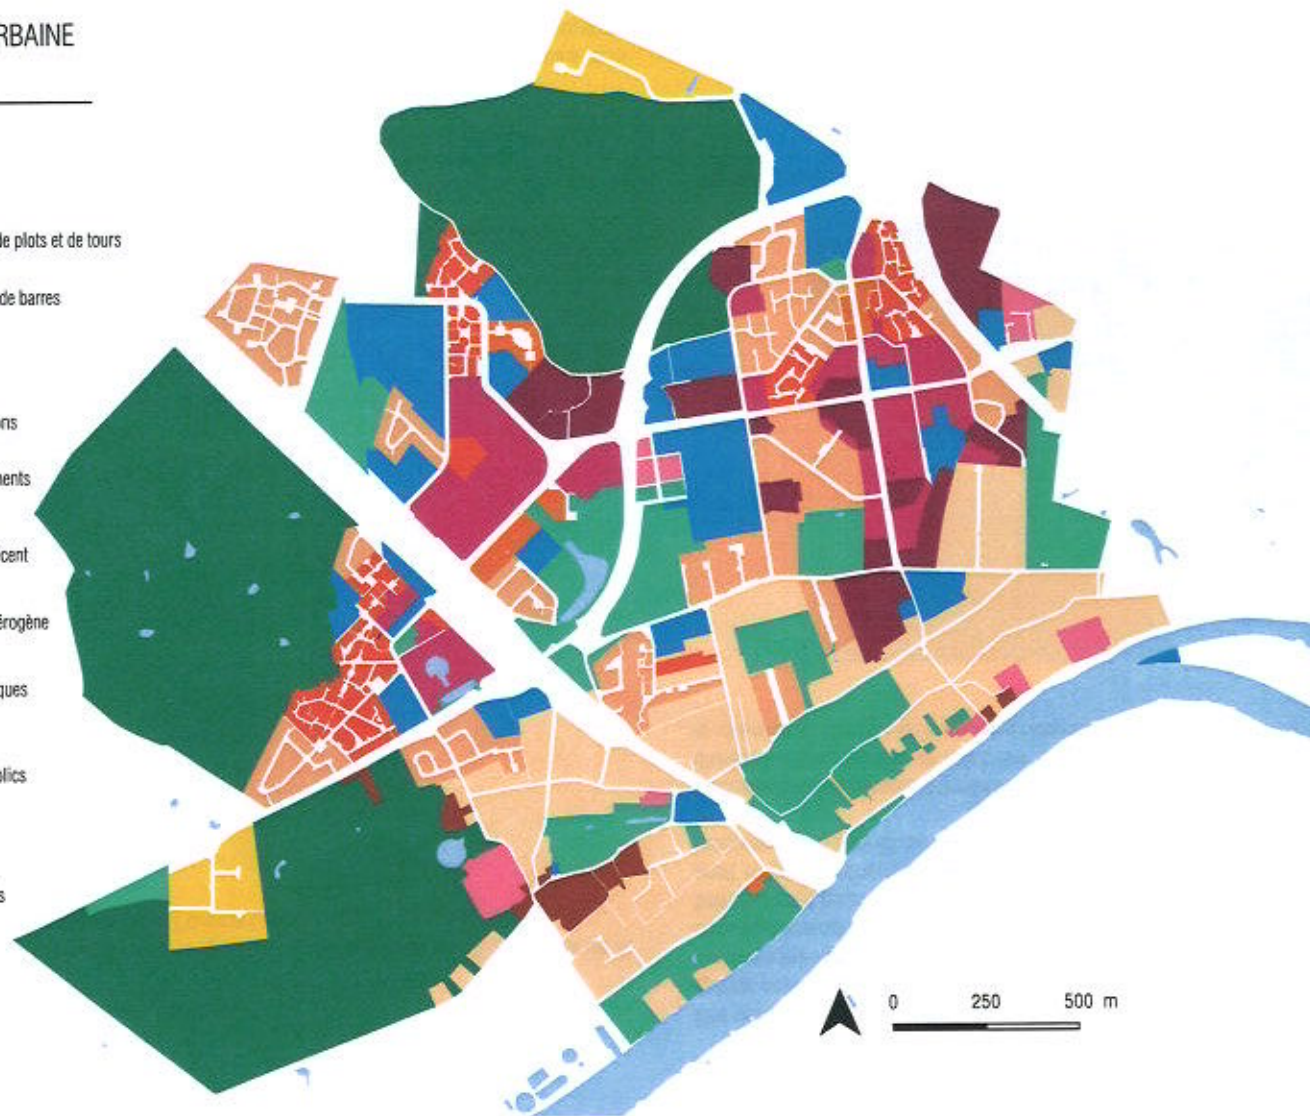 RBAINE
de plots et de tours
de barres
ons
ments
cent
érogène
ques
blics
s
0 250 500 m